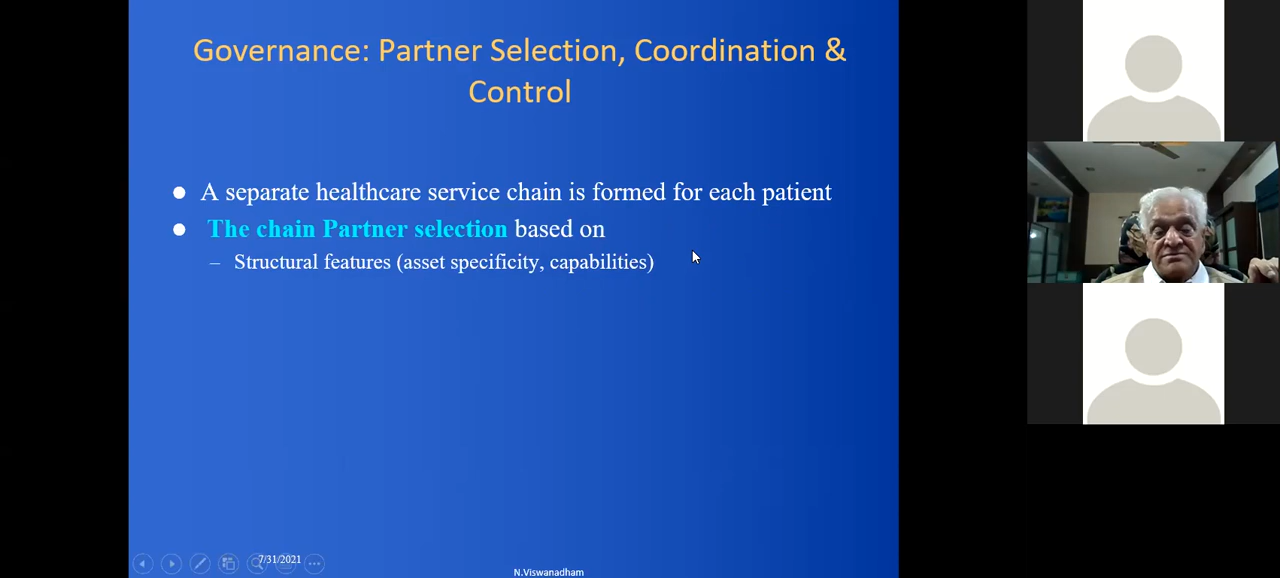 Governance: Partner Selection, Coordination &
Control
● A separate healthcare service chain is formed for each patient
● The chain Partner selection based on
– Structural features (asset specificity, capabilities)
7/31/2021
N.Viswanadham